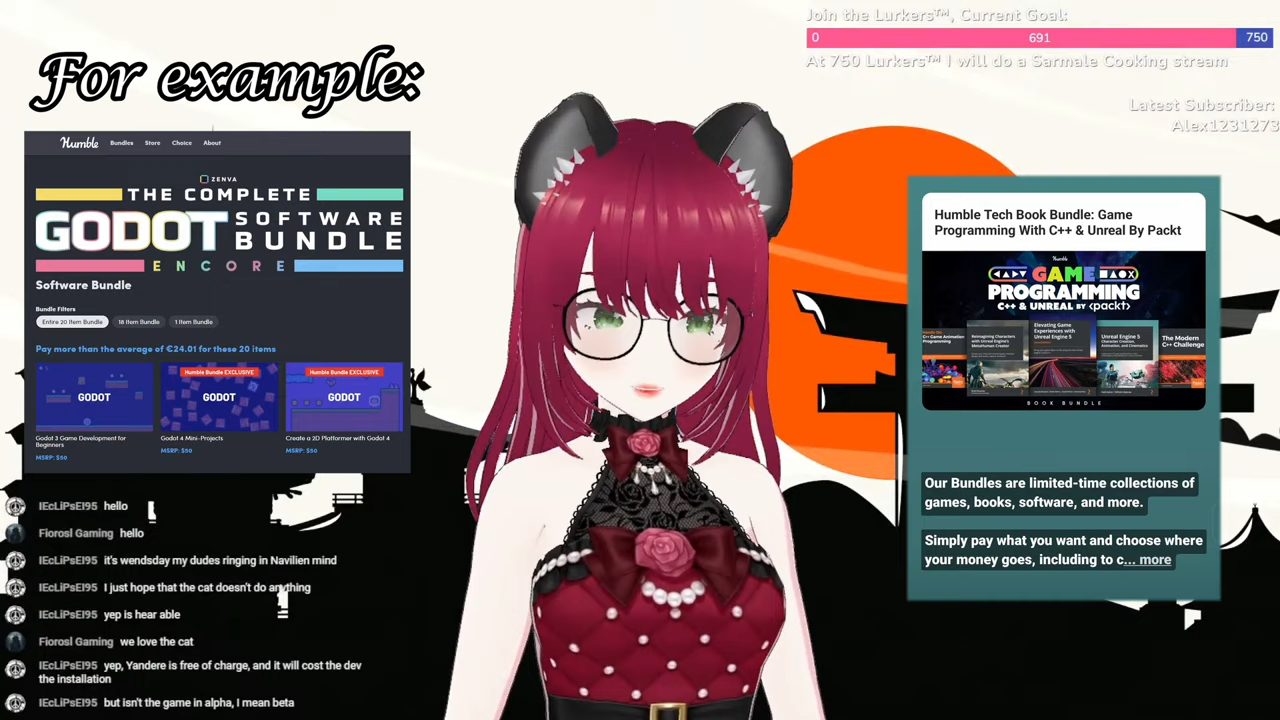 For example:
Humble Bundles Store Choice About
ZENVA
THE COMPLETE
GODOT SOFTWARE BUNDLE
ENCORE
Software Bundle
Bundle Filters
Entire 20 Item Bundle 18 Item Bundle 1 Item Bundle
Pay more than the average of €24.01 for these 20 items
Humble Bundle EXCLUSIVE Humble Bundle EXCLUSIVE
GODOT GODOT GODOT
Godot 3 Game Development for Beginners
MSRP: $50
Godot 4 Mini-Projects
MSRP: $50
Create a 2D Platformer with Godot 4
MSRP: $50
IEcLiPsEI95 hello
Fiorosl Gaming hello
IEcLiPsEI95 it's wendsday my dudes ringing in Navilien mind
IEcLiPsEI95 I just hope that the cat doesn't do anything
IEcLiPsEI95 yep is hear able
Fiorosl Gaming we love the cat
IEcLiPsEI95 yep, Yandere is free of charge, and it will cost the dev
the installation
IEcLiPsEI95 but isn't the game in alpha, I mean beta
Join the Lurkers™, Current Goal:
0 691 750
At 750 Lurkers™ I will do a Sarmale Cooking stream
Latest Subscriber:
Alex1231273
Humble Tech Book Bundle: Game
Programming With C++ & Unreal By Packt
Humble
GAME
PROGRAMMING
C++ & UNREAL BY <packt>
Elevating Game
Experiences with
Unreal Engine 5
Unreal Engine 5
The Modern
C++ Challenge
BOOK BUNDLE
Our Bundles are limited-time collections of
games, books, software, and more.
Simply pay what you want and choose where
your money goes, including to c... more